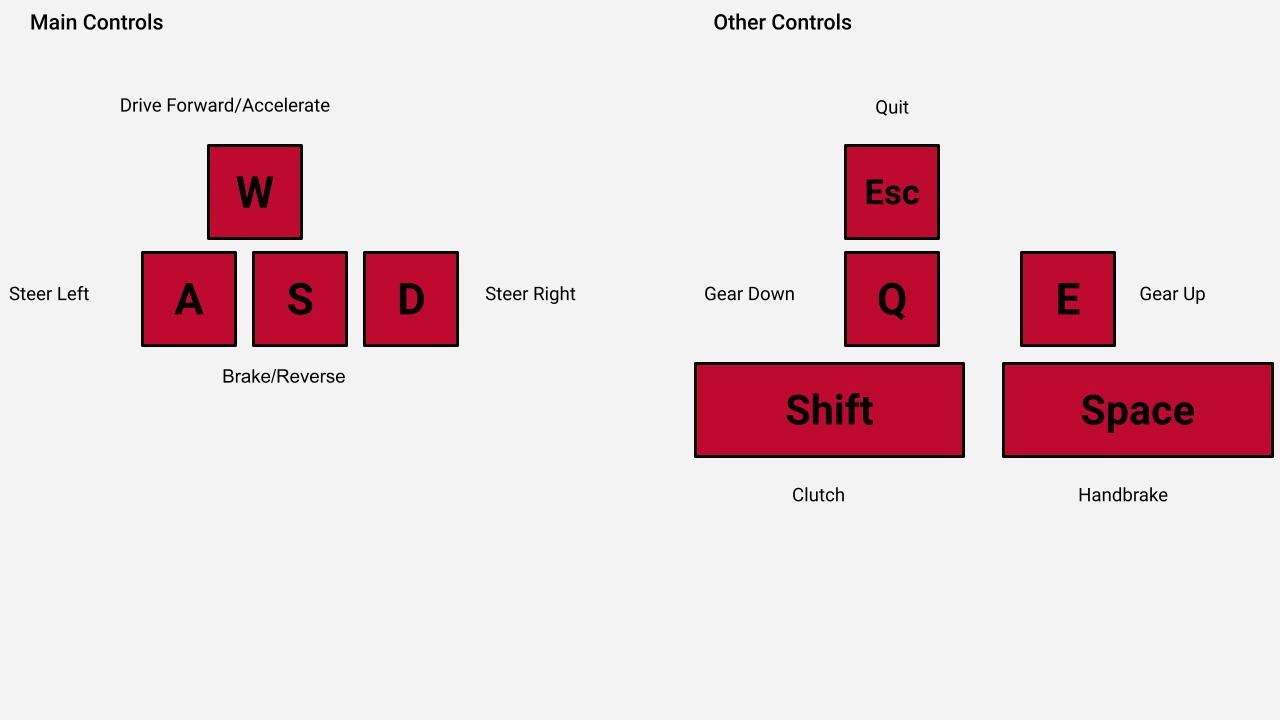 Main Controls
Other Controls
Drive Forward/Accelerate
Quit
W
Esc
Steer Left
A
S
D
Steer Right
Gear Down
Q
E
Gear Up
Brake/Reverse
Shift
Space
Clutch
Handbrake